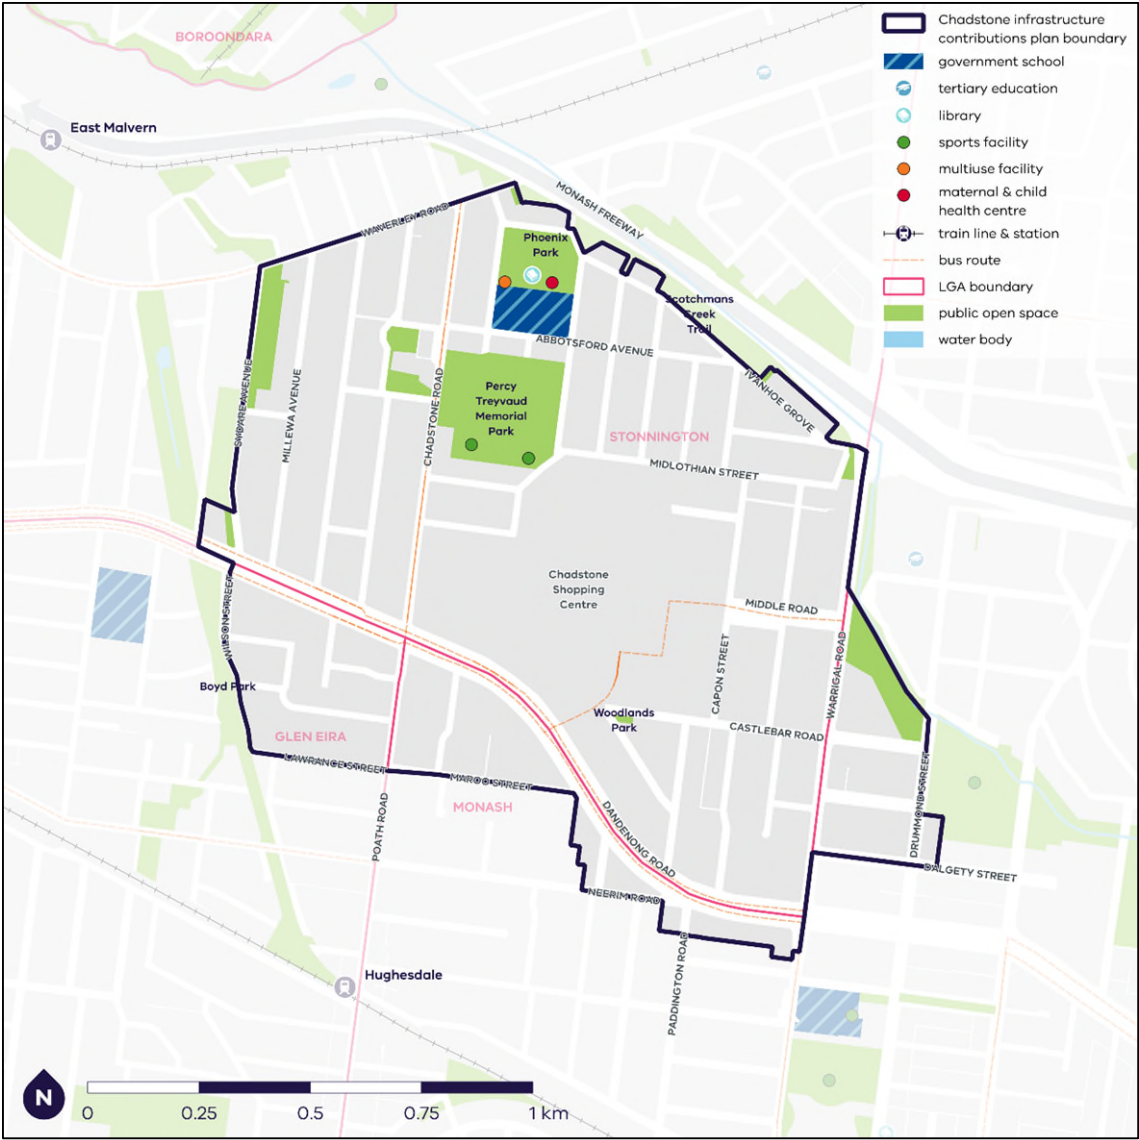 BOROONDARA
East Malvern
WAVERLEY ROAD
MONASH FREEWAY
Phoenix
Park
Scotchmans
Creek
Trail
ABBOTSFORD AVENUE
IVANHOE GROVE
Percy
Treyvaud
Memorial
Park
MILLEWA AVENUE
CHADSTONE ROAD
STONNINGTON
MIDLOTHIAN STREET
Chadstone
Shopping
Centre
MIDDLE ROAD
WILSON STREET
CAPON STREET
WARRIGAL ROAD
Boyd Park
Woodlands
Park
CASTLEBAR ROAD
GLEN EIRA
LAWRANCE STREET
MARGO STREET
MONASH
POATH ROAD
DANDENONG ROAD
DRUMMOND STREET
DALGETY STREET
NEERIM ROAD
PADDINGTON ROAD
Hughesdale
N
0
0.25
0.5
0.75
1 km
Chadstone infrastructure
contributions plan boundary
government school
tertiary education
library
sports facility
multiuse facility
maternal & child
health centre
train line & station
bus route
LGA boundary
public open space
water body